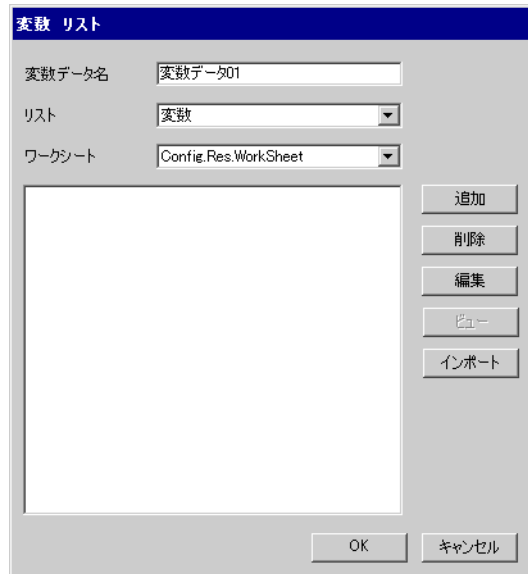 変数 リスト
変数データ名 変数データ01
リスト 変数
ワークシート Config.Res.WorkSheet
追加
削除
編集
ビュー
インポート
OK キャンセル